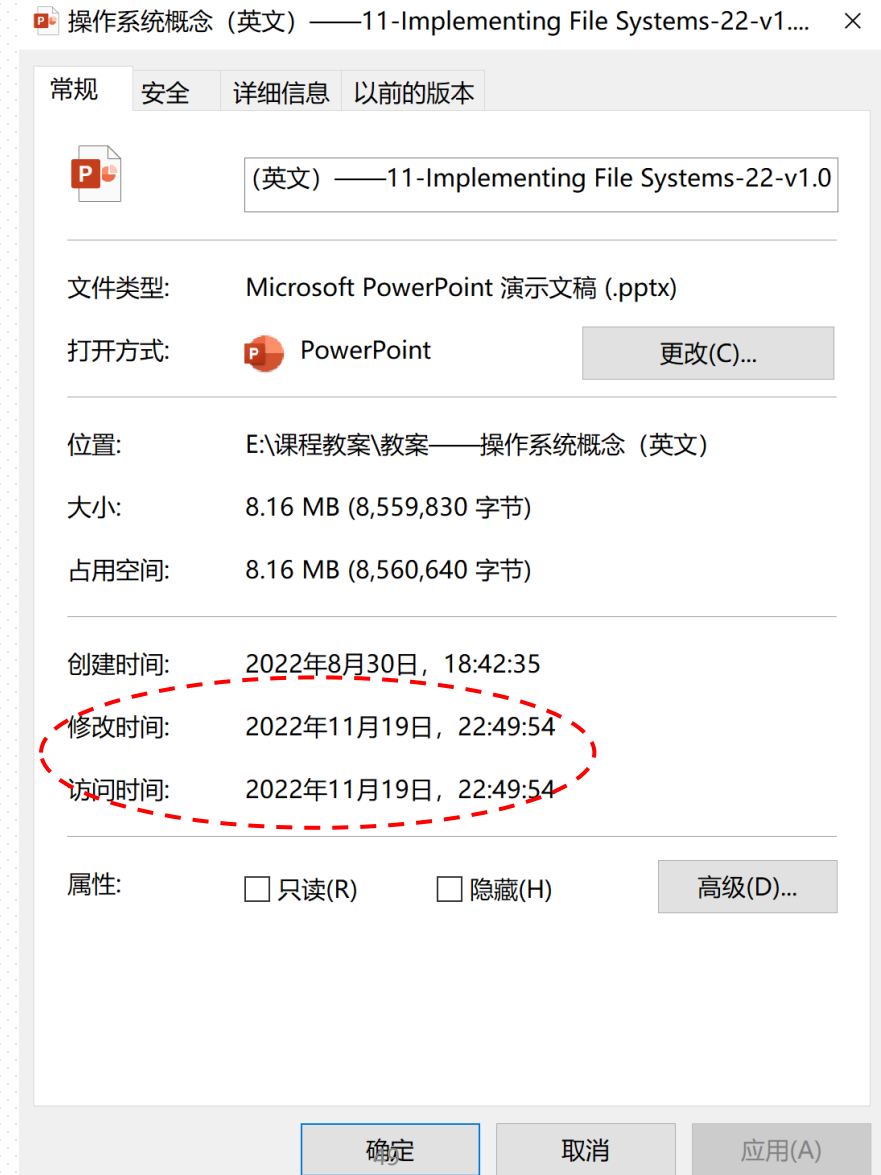 操作系统概念（英文）——11-Implementing File Systems-22-v1....
常规 安全 详细信息 以前的版本
(英文）——11-Implementing File Systems-22-v1.0
文件类型: Microsoft PowerPoint 演示文稿 (.pptx)
打开方式: PowerPoint 更改(C)...
位置: E:\课程教案\教案——操作系统概念（英文）
大小: 8.16 MB (8,559,830 字节)
占用空间: 8.16 MB (8,560,640 字节)
创建时间: 2022年8月30日，18:42:35
修改时间: 2022年11月19日，22:49:54
访问时间: 2022年11月19日，22:49:54
属性: 只读(R) 隐藏(H) 高级(D)...
确定 取消 应用(A)
49